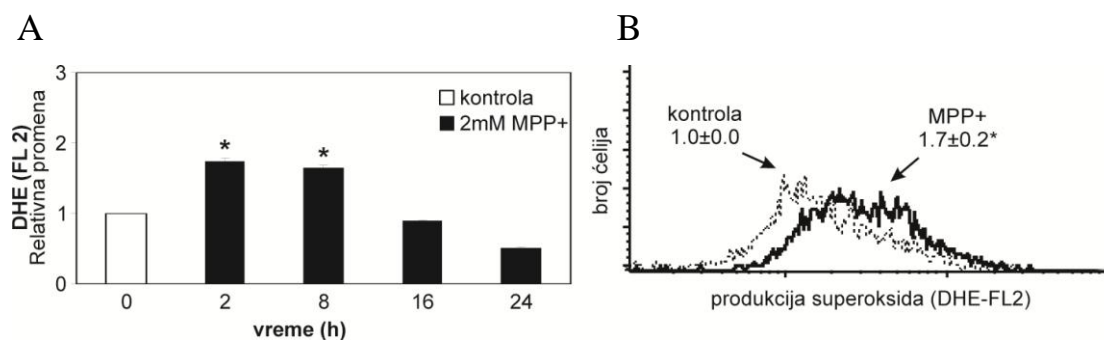 A
DHE (FL 2)
Relativna promena
3
2
1
0
kontrola
2mM MPP+
*
*
0 2 8 16 24
vreme (h)
B
broj ćelija
kontrola
1.0±0.0
MPP+
1.7±0.2*
produkcija superoksida (DHE-FL2)